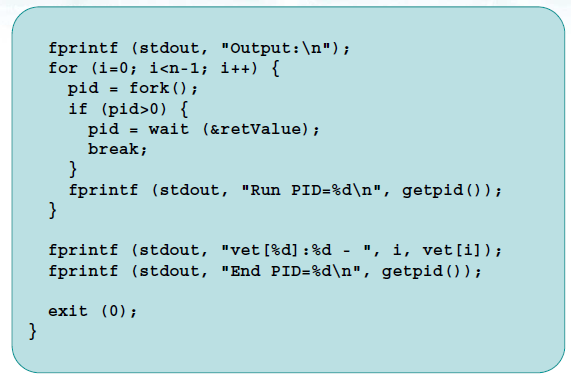 fprintf (stdout, "Output:\n");
for (i=0; i<n-1; i++) {
pid = fork();
if (pid>0) {
pid = wait (&retValue);
break;
}
fprintf (stdout, "Run PID=%d\n", getpid());
}
fprintf (stdout, "vet[%d]:%d - ", i, vet[i]);
fprintf (stdout, "End PID=%d\n", getpid());
exit (0);
}